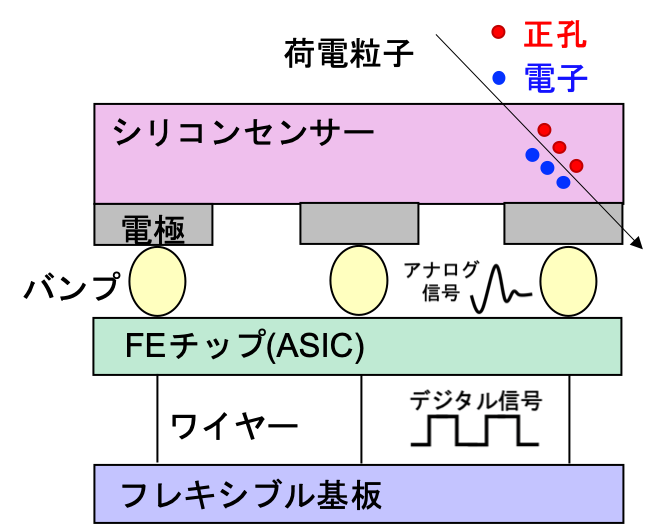 荷電粒子
正孔
電子
シリコンセンサー
電極
バンプ
アナログ
信号
FEチップ(ASIC)
ワイヤー
デジタル信号
フレキシブル基板